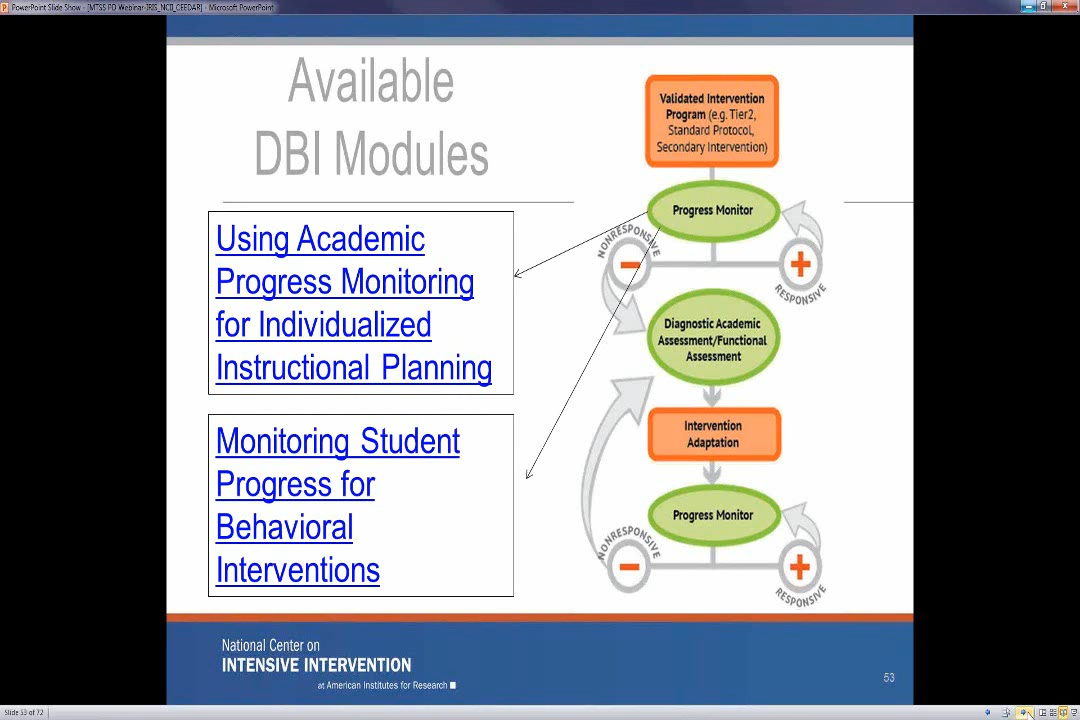 PowerPoint Slide Show - [MTSS PD Webinar-IRIS_NCII_CEEDAR] - Microsoft PowerPoint
Available
DBI Modules
Using Academic
Progress Monitoring
for Individualized
Instructional Planning
Monitoring Student
Progress for
Behavioral
Interventions
Validated Intervention
Program (e.g. Tier2,
Standard Protocol,
Secondary Intervention)
Progress Monitor
NONRESPONSIVE
RESPONSIVE
Diagnostic Academic
Assessment/Functional
Assessment
Intervention
Adaptation
Progress Monitor
NONRESPONSIVE
RESPONSIVE
National Center on
INTENSIVE INTERVENTION
at American Institutes for Research
53
Slide 53 of 72